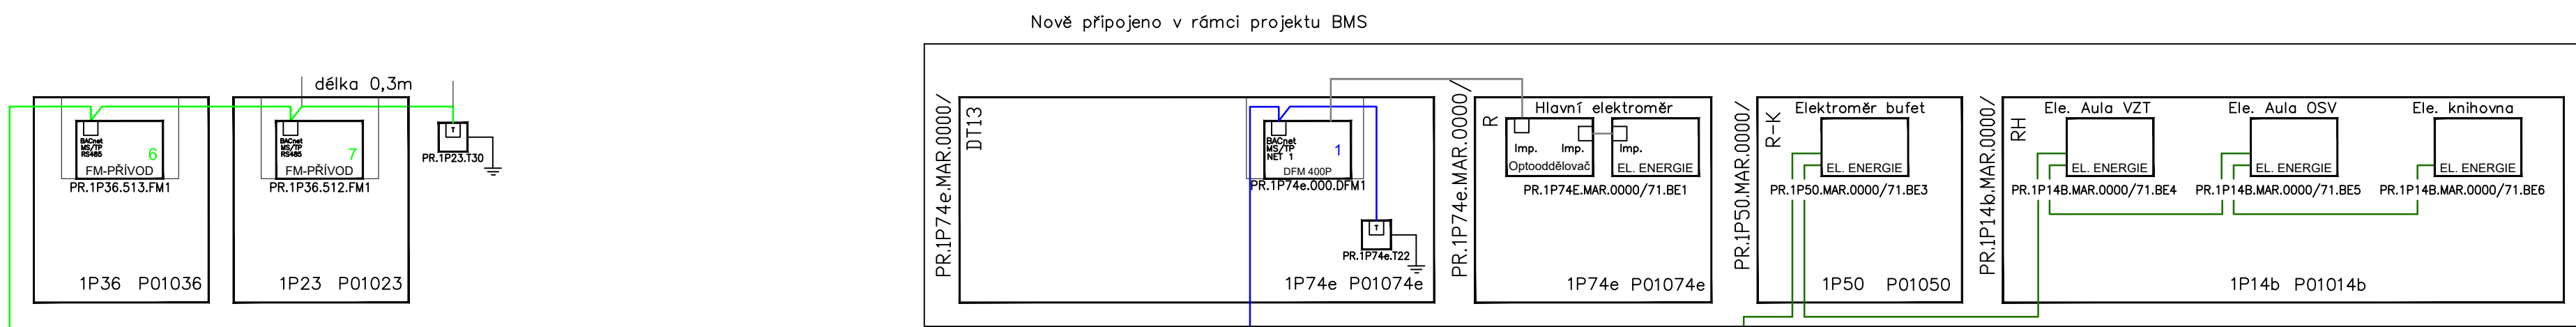 Nově připojeno v rámci projektu BMS
délka 0,3m
BACnet
MS/TP
RS485
6
FM-PŘÍVOD
PR.1P36.513.FM1
1P36 P01036
BACnet
MS/TP
RS485
7
FM-PŘÍVOD
PR.1P36.512.FM1
1P23 P01023
T
PR.1P23.T30
PR.1P74e.MAR.0000/
DT13
BACnet
MS/TP
NET 1
1
DFM 400P
PR.1P74e.000.DFM1
T
PR.1P74e.T22
1P74e P01074e
PR.1P74e.MAR.0000/
R
Hlavní elektroměr
Imp. Imp. Imp.
Optooddělovač
EL. ENERGIE
PR.1P74E.MAR.0000/71.BE1
1P74e P01074e
PR.1P50.MAR.0000/
R-K
Elektroměr bufet
EL. ENERGIE
PR.1P50.MAR.0000/71.BE3
1P50 P01050
PR.1P14b.MAR.0000/
RH
Ele. Aula VZT
EL. ENERGIE
PR.1P14B.MAR.0000/71.BE4
Ele. Aula OSV
EL. ENERGIE
PR.1P14B.MAR.0000/71.BE5
Ele. knihovna
EL. ENERGIE
PR.1P14B.MAR.0000/71.BE6
1P14b P01014b